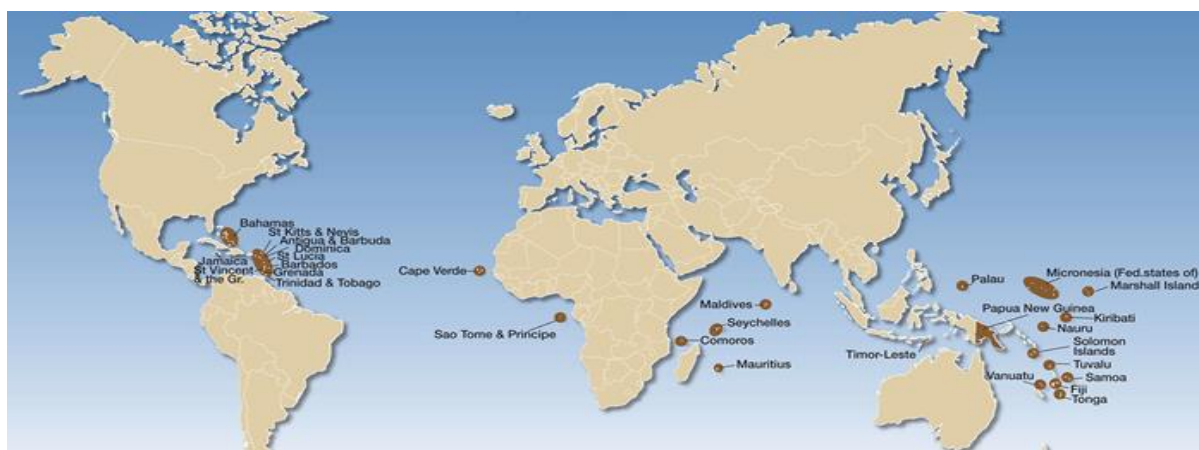 Bahamas
St Kitts & Nevis
Antigua & Barbuda
Dominica
Jamaica
St Lucia
Barbados
St Vincent
& the Gr.
Grenada
Trinidad & Tobago
Cape Verde
Sao Tome & Principe
Maldives
Seychelles
Comoros
Mauritius
Palau
Micronesia (Fed.states of)
Marshall Island
Papua New Guinea
Kiribati
Nauru
Solomon
Islands
Timor-Leste
Tuvalu
Samoa
Vanuatu
Fiji
Tonga